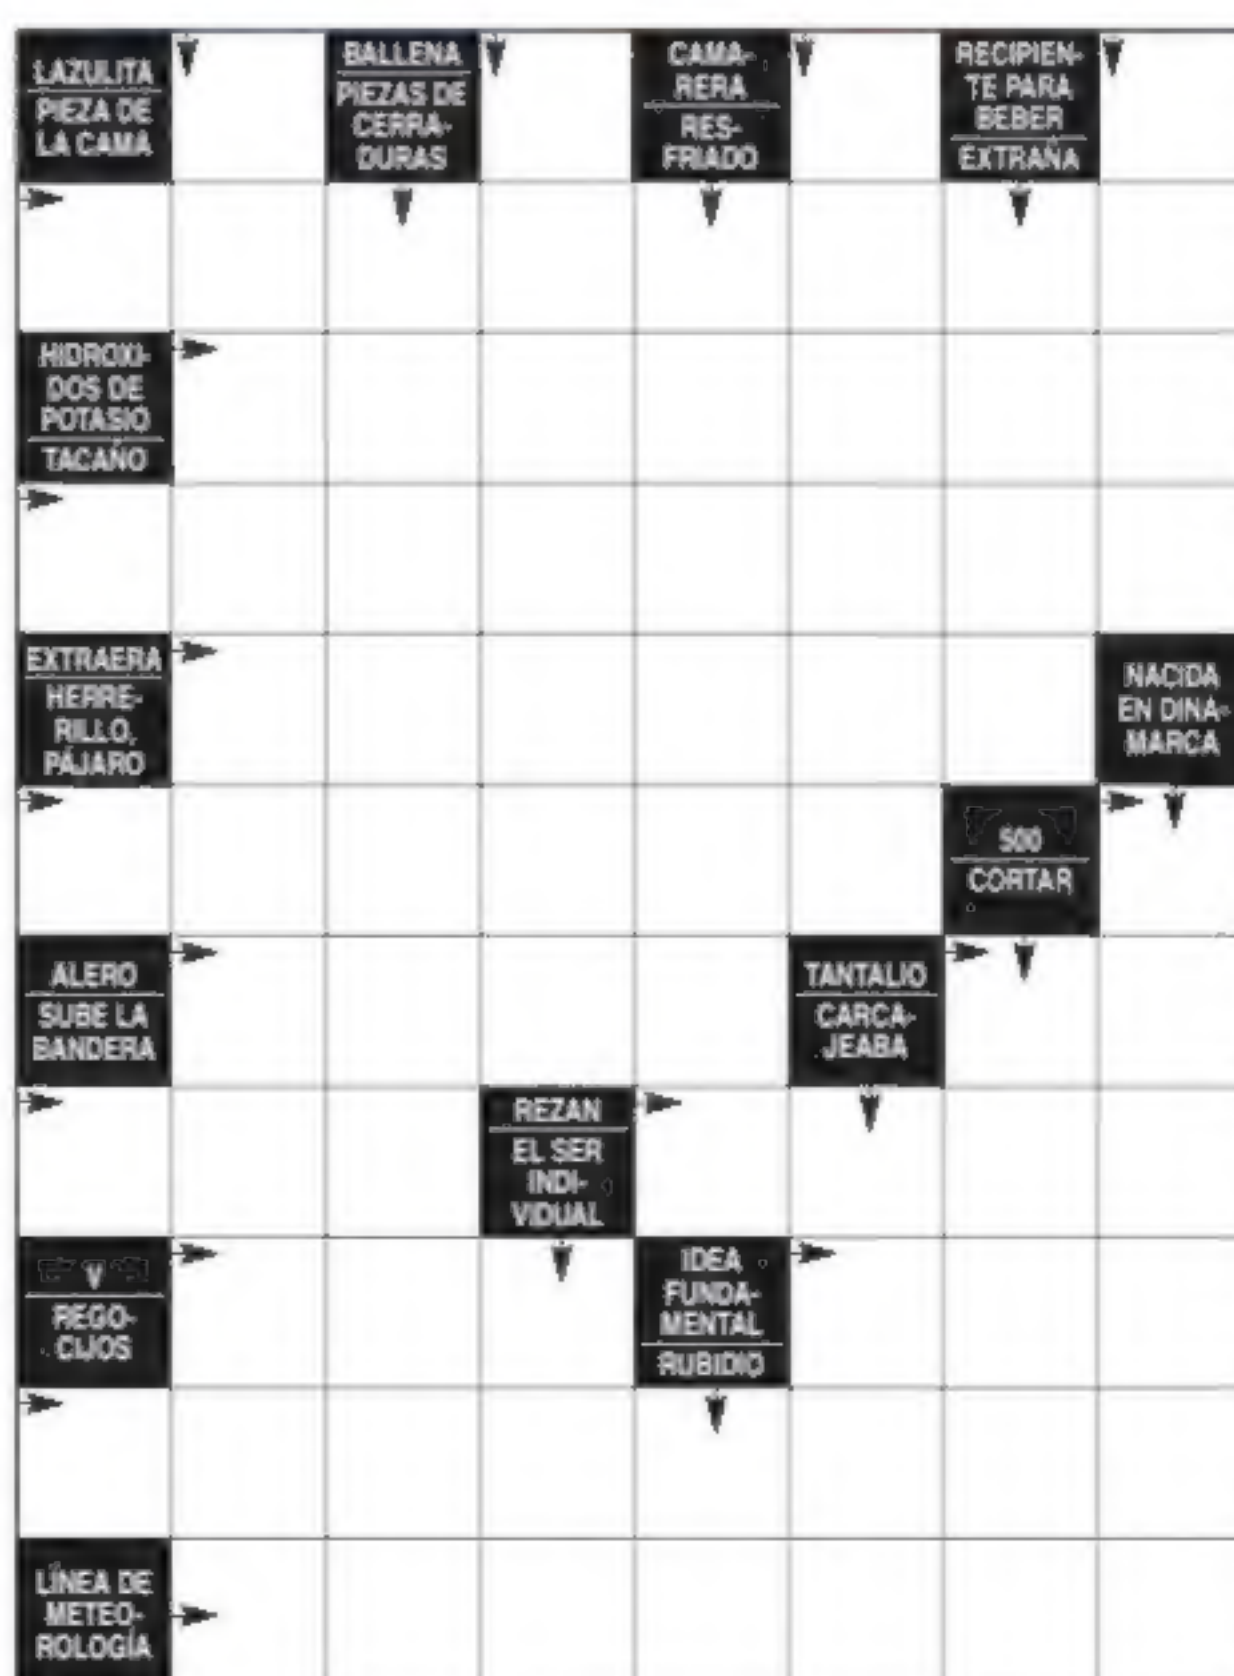 LAZULITA
PIEZA DE
LA CAMA
BALLENA
PIEZAS DE
CERRA-
DURAS
CAMA-
RERA
RES-
FRIADO
RECIPIEN-
TE PARA
BEBER
EXTRAÑA
HIDRÓXI-
DOS DE
POTASIO
TACAÑO
EXTRAERA
HERRE-
RILLO,
PÁJARO
NACIDA
EN DINA-
MARCA
500
CORTAR
ALERO
SUBE LA
BANDERA
TANTALIO
CARCA-
JEABA
REZAN
EL SER
INDI-
VIDUAL
V
REGO-
CIJOS
IDEA
FUNDA-
MENTAL
RUBIDIO
LÍNEA DE
METEO-
ROLOGÍA